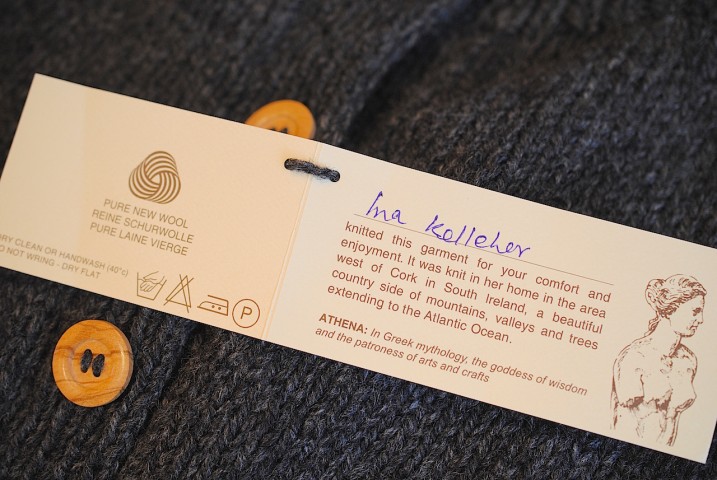 PURE NEW WOOL
REINE SCHURWOLLE
PURE LAINE VIERGE
DRY CLEAN OR HANDWASH (40°c)
DO NOT WRING - DRY FLAT
P
Ina Kelleher
knitted this garment for your comfort and
enjoyment. It was knit in her home in the area
west of Cork in South Ireland, a beautiful
country side of mountains, valleys and trees
extending to the Atlantic Ocean.
ATHENA: In Greek mythology, the goddess of wisdom
and the patroness of arts and crafts